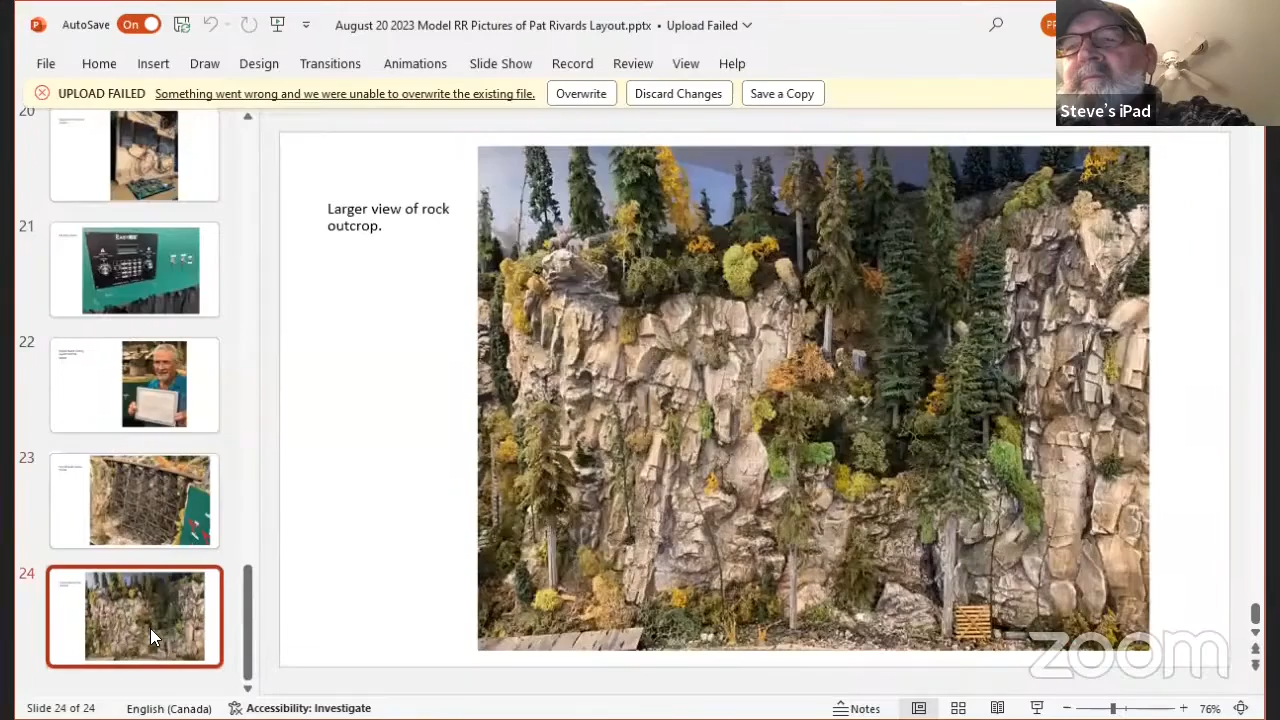 AutoSave On
August 20 2023 Model RR Pictures of Pat Rivards Layout.pptx • Upload Failed
File Home Insert Draw Design Transitions Animations Slide Show Record Review View Help
UPLOAD FAILED Something went wrong and we were unable to overwrite the existing file. Overwrite Discard Changes Save a Copy
Steve's iPad
20
21
22
23
24
Larger view of rock
outcrop.
zoom
Slide 24 of 24 English (Canada) Accessibility: Investigate Notes 76%